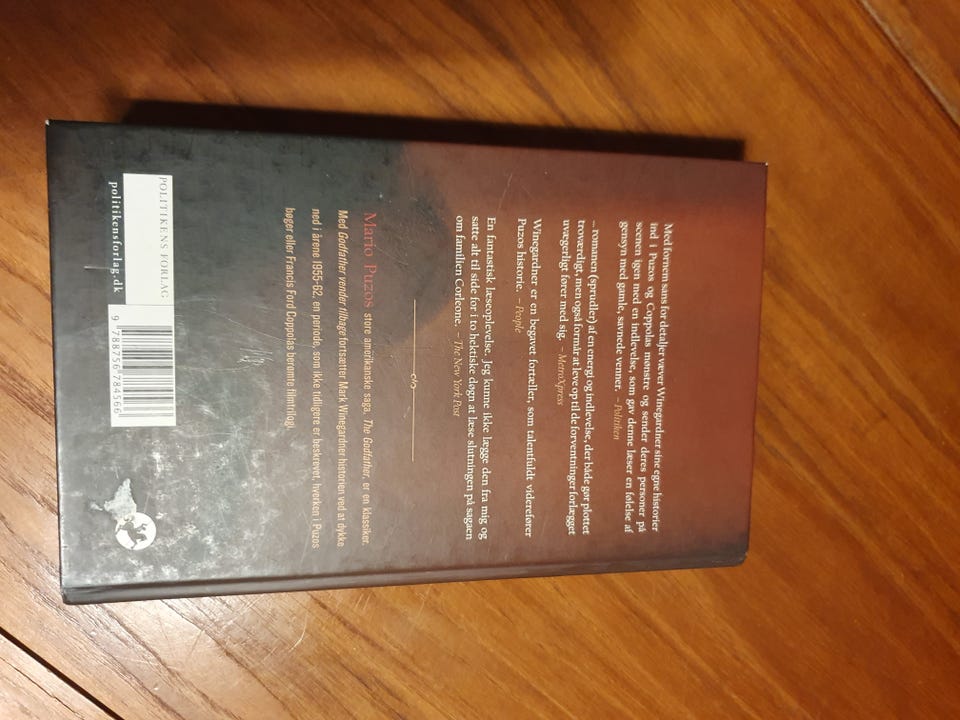 Med fornem sans for detaljer væver Winegardner sine egne historier
ind i Puzos og Coppolas mønstre og sender deres personer på
scenen igen med en indlevelse, som gav denne læser en følelse af
gensyn med gamle, savnede venner. – Politiken
... romanen (sprudler) af en energi og indlevelse, der både gør plottet
troværdigt, men også formår at leve op til de forventninger forlægget
uvægerligt fører med sig. – MetroXpress
Winegardner er en begavet fortæller, som talentfuldt viderefører
Puzos historie. – People
En fantastisk læseoplevelse. Jeg kunne ikke lægge den fra mig og
satte alt til side for i to hektiske døgn at læse slutningen på sagaen
om familien Corleone. – The New York Post
Mario Puzos store amerikanske saga, The Godfather, er en klassiker.
Med Godfather vender tilbage fortsætter Mark Winegardner historien ved at dykke
ned i årene 1955-62, en periode, som ikke tidligere er beskrevet, hverken i Puzos
bøger eller Francis Ford Coppolas berømte filmtrilogi.
POLITIKENS FORLAG
politikensforlag.dk
9 788756 784566